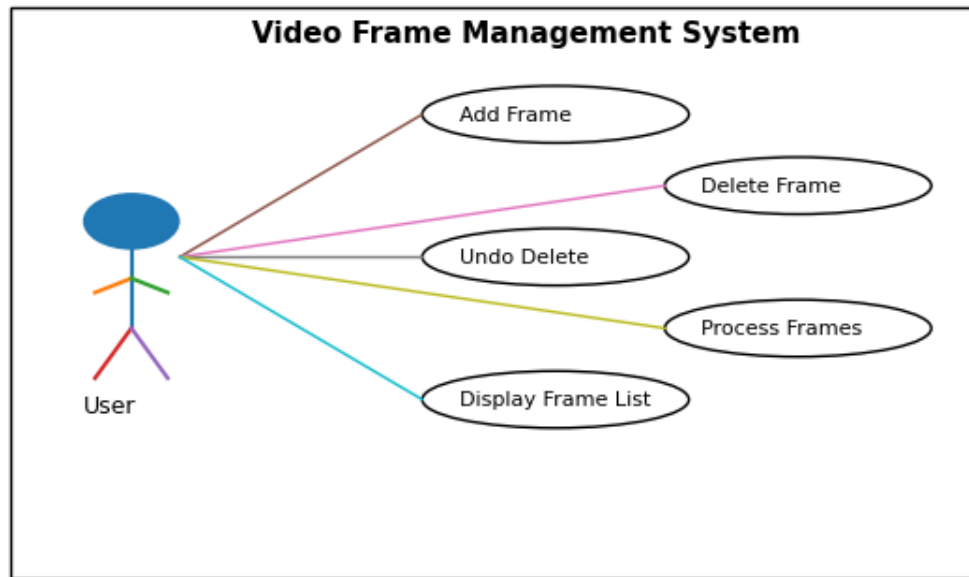 Video Frame Management System
Add Frame
Delete Frame
Undo Delete
Process Frames
Display Frame List
User